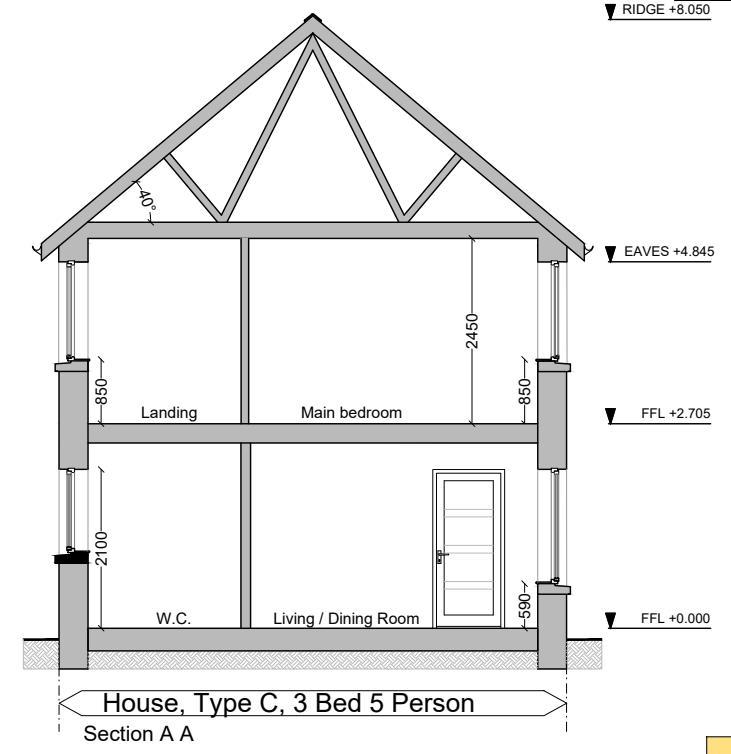 RIDGE +8.050
40°
EAVES +4.845
2450
850
850
Landing
Main bedroom
FFL +2.705
2100
590
W.C.
Living / Dining Room
FFL +0.000
House, Type C, 3 Bed 5 Person
Section A A